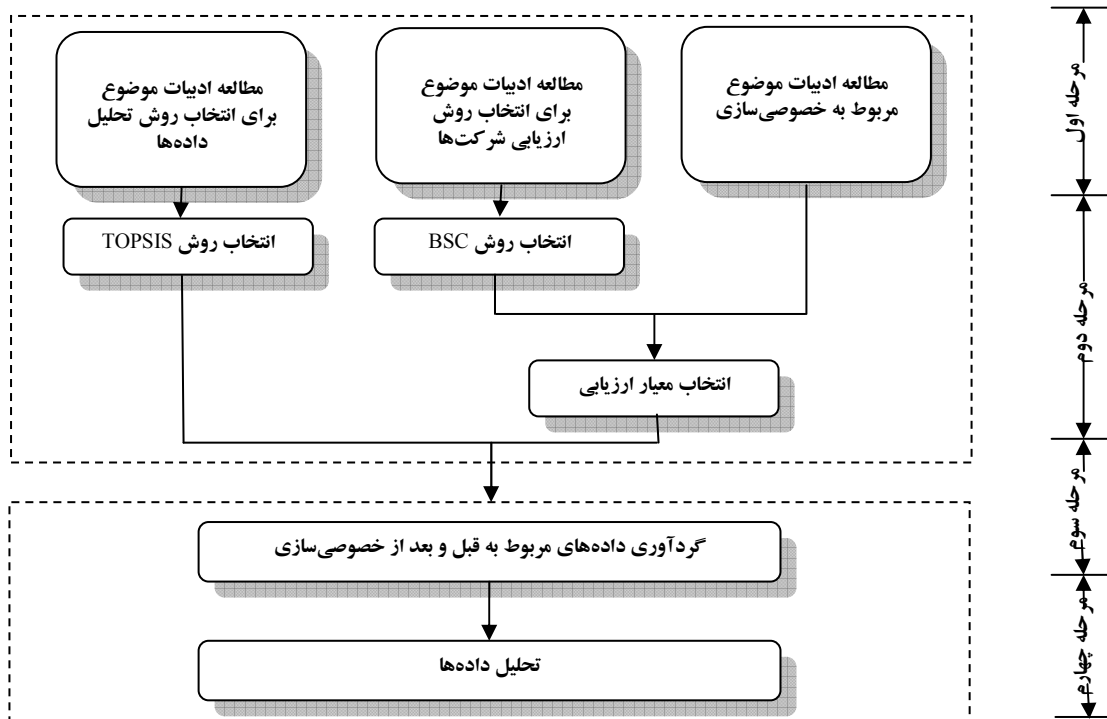 مطالعه ادبیات موضوع
مربوط به خصوصی‌سازی
مطالعه ادبیات موضوع
برای انتخاب روش
ارزیابی شرکت‌ها
مطالعه ادبیات موضوع
برای انتخاب روش تحلیل
داده‌ها
مرحله اول
انتخاب روش BSC
انتخاب روش TOPSIS
انتخاب معیار ارزیابی
مرحله دوم
گردآوری داده‌های مربوط به قبل و بعد از خصوصی‌سازی
مرحله سوم
تحلیل داده‌ها
مرحله چهارم